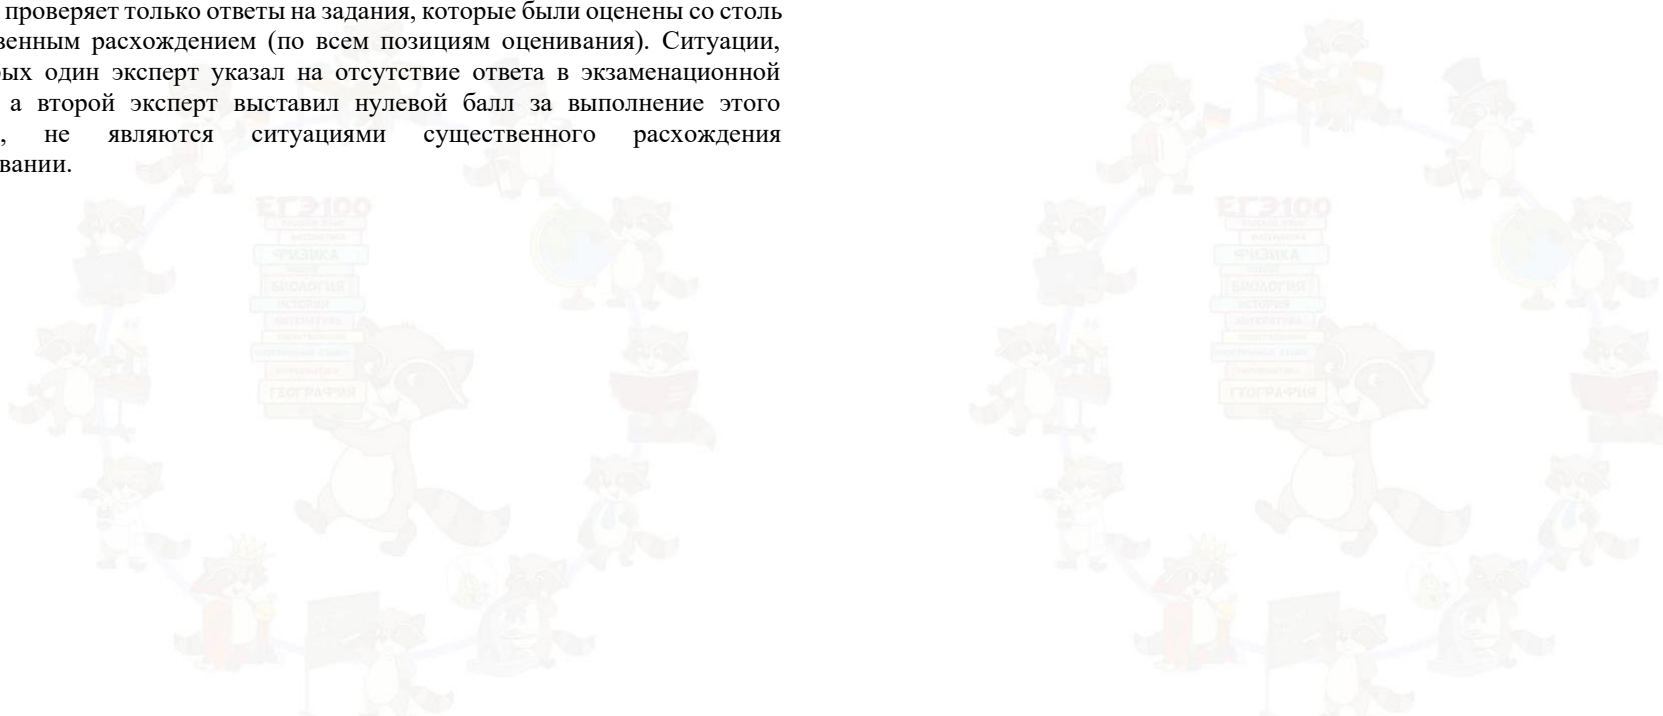 проверяет только ответы на задания, которые были оценены со столь
венным расхождением (по всем позициям оценивания). Ситуации,
ых один эксперт указал на отсутствие ответа в экзаменационной
а второй эксперт выставил нулевой балл за выполнение этого
, не являются ситуациями существенного расхождения
вании.
ЕГЭ100
ФИЗИКА
БИОЛОГИЯ
ИСТОРИЯ
ЛИТЕРАТУРА
ГЕОГРАФИЯ
ЕГЭ100
ФИЗИКА
БИОЛОГИЯ
ИСТОРИЯ
ЛИТЕРАТУРА
ГЕОГРАФИЯ